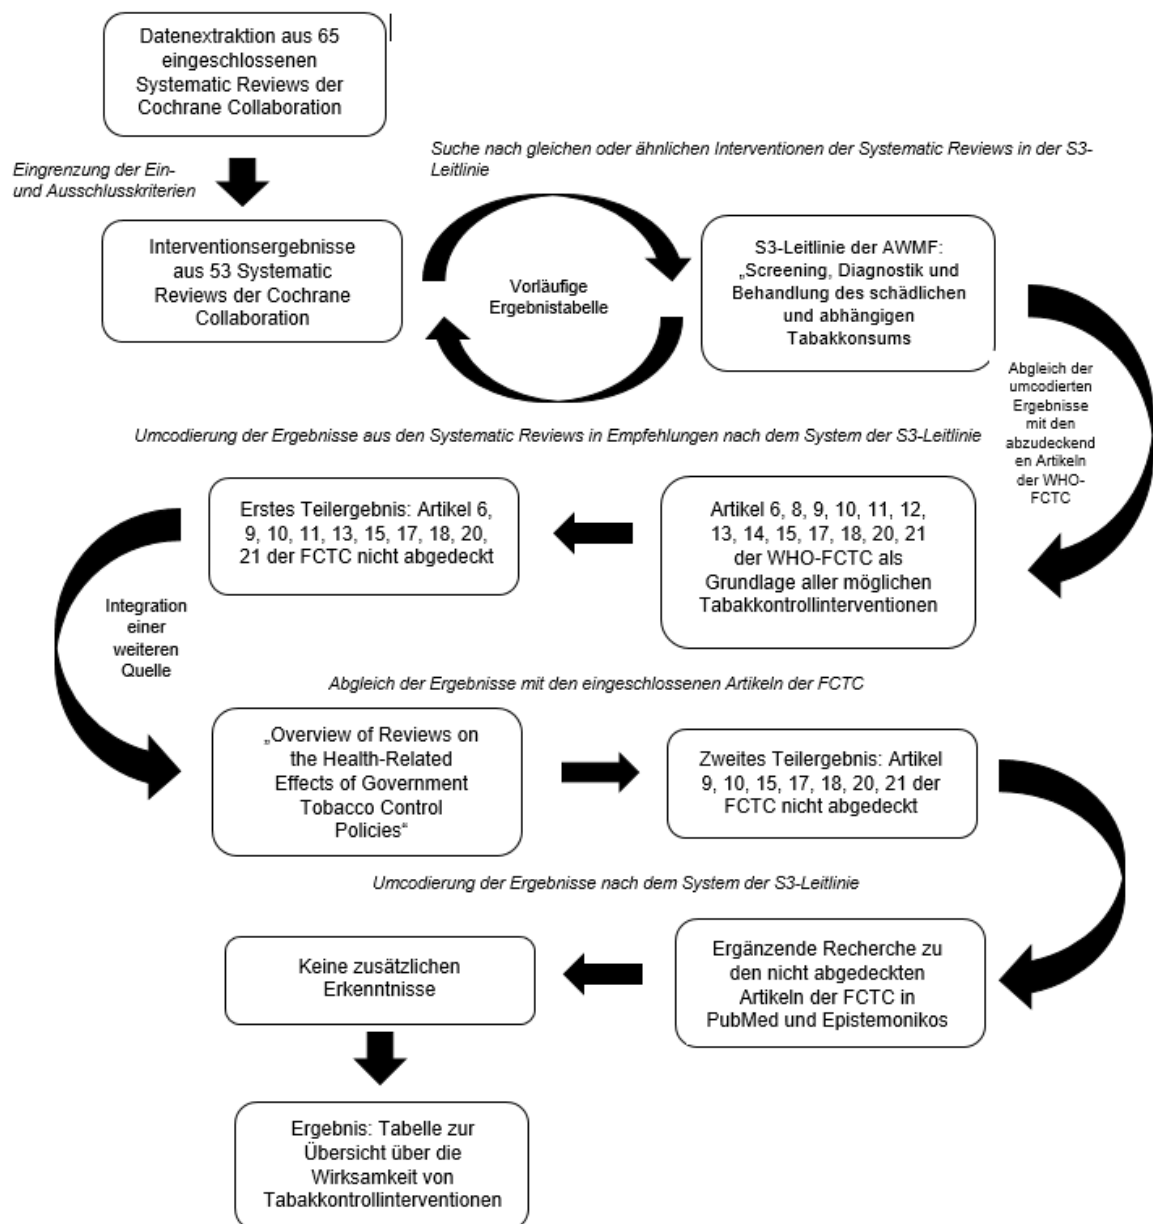 Datenextraktion aus 65
eingeschlossenen
Systematic Reviews der
Cochrane Collaboration
Eingrenzung der Ein-
und Ausschlusskriterien
Suche nach gleichen oder ähnlichen Interventionen der Systematic Reviews in der S3-
Leitlinie
Interventionsergebnisse
aus 53 Systematic
Reviews der Cochrane
Collaboration
Vorläufige
Ergebnistabelle
S3-Leitlinie der AWMF:
„Screening, Diagnostik und
Behandlung des schädlichen
und abhängigen
Tabakkonsums
Abgleich der
umcodierten
Ergebnisse
mit den
abzudeckend
en Artikeln
der WHO-
FCTC
Umcodierung der Ergebnisse aus den Systematic Reviews in Empfehlungen nach dem System der S3-Leitlinie
Artikel 6, 8, 9, 10, 11, 12,
13, 14, 15, 17, 18, 20, 21
der WHO-FCTC als
Grundlage aller möglichen
Tabakkontrollinterventionen
Erstes Teilergebnis: Artikel 6,
9, 10, 11, 13, 15, 17, 18, 20,
21 der FCTC nicht abgedeckt
Integration
einer
weiteren
Quelle
Abgleich der Ergebnisse mit den eingeschlossenen Artikeln der FCTC
„Overview of Reviews on
the Health-Related
Effects of Government
Tobacco Control
Policies“
Zweites Teilergebnis: Artikel
9, 10, 15, 17, 18, 20, 21 der
FCTC nicht abgedeckt
Umcodierung der Ergebnisse nach dem System der S3-Leitlinie
Ergänzende Recherche zu
den nicht abgedeckten
Artikeln der FCTC in
PubMed und Epistemonikos
Keine zusätzlichen
Erkenntnisse
Ergebnis: Tabelle zur
Übersicht über die
Wirksamkeit von
Tabakkontrollinterventionen